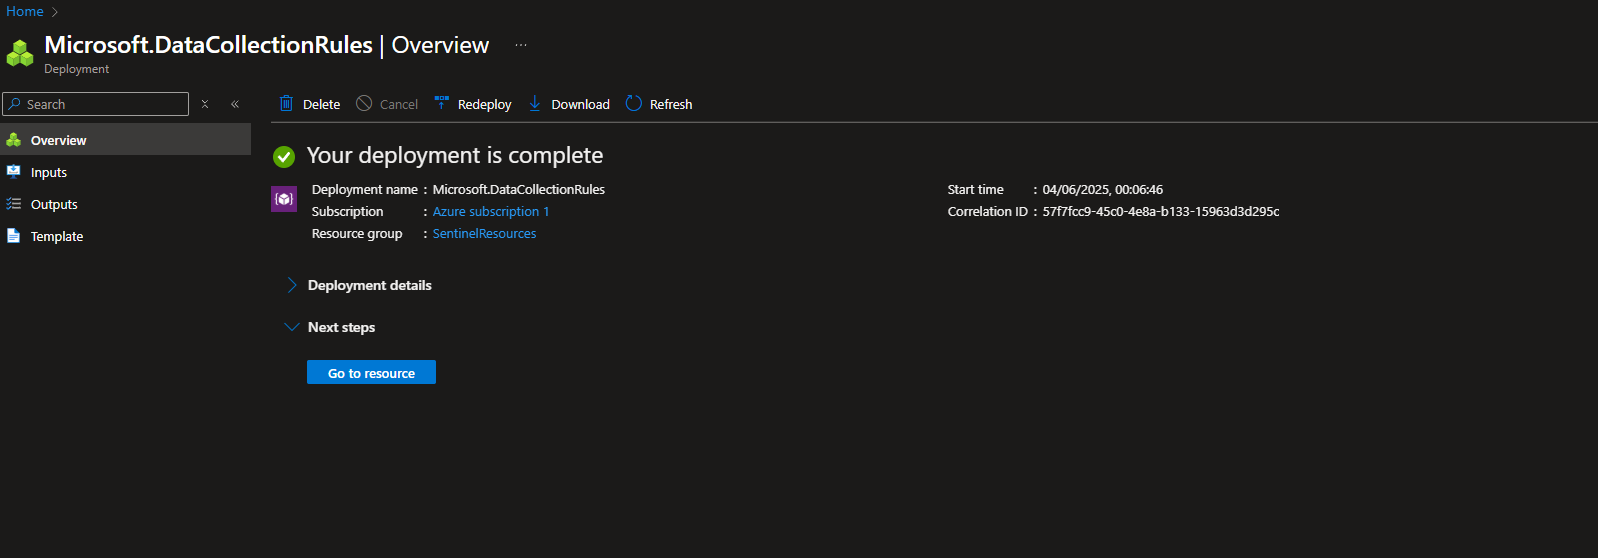 Home
Microsoft.DataCollectionRules | Overview ...
Deployment
Search
Delete Cancel Redeploy Download Refresh
Overview
Inputs
Outputs
Template
Your deployment is complete
Deployment name : Microsoft.DataCollectionRules
Subscription : Azure subscription 1
Resource group : SentinelResources
Start time : 04/06/2025, 00:06:46
Correlation ID : 57f7fcc9-45c0-4e8a-b133-15963d3d295c
Deployment details
Next steps
Go to resource